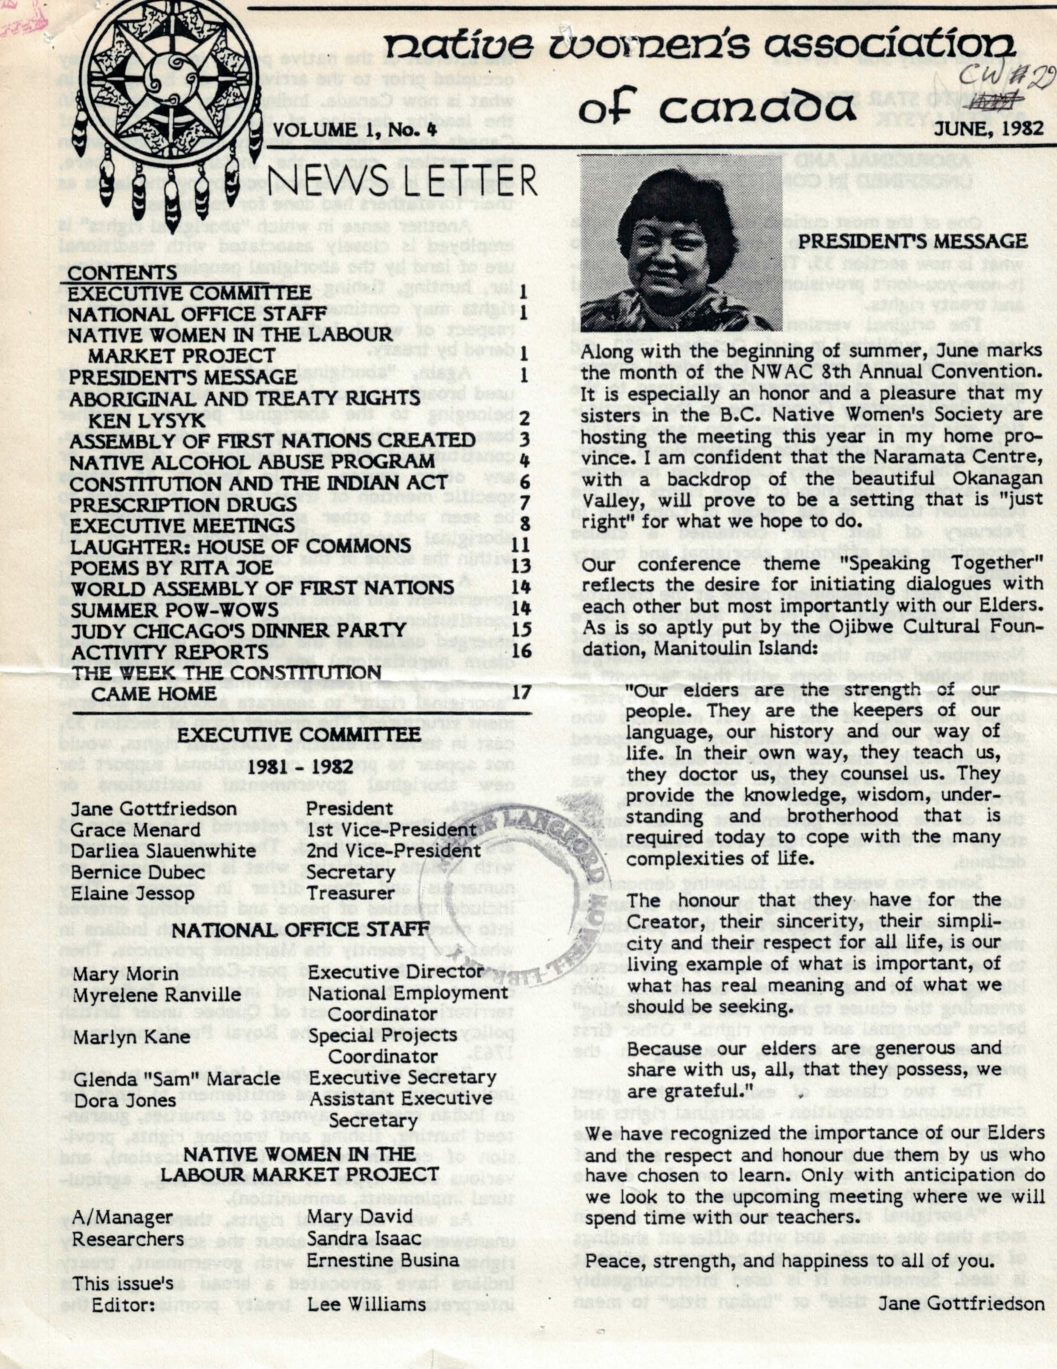 native women's association
of canada
CW #29
VOLUME 1, No. 4
JUNE, 1982
NEWS LETTER
CONTENTS
EXECUTIVE COMMITTEE 1
NATIONAL OFFICE STAFF 1
NATIVE WOMEN IN THE LABOUR
MARKET PROJECT 1
PRESIDENT'S MESSAGE 1
ABORIGINAL AND TREATY RIGHTS
KEN LYSYK 2
ASSEMBLY OF FIRST NATIONS CREATED 3
NATIVE ALCOHOL ABUSE PROGRAM 4
CONSTITUTION AND THE INDIAN ACT 6
PRESCRIPTION DRUGS 7
EXECUTIVE MEETINGS 8
LAUGHTER: HOUSE OF COMMONS 11
POEMS BY RITA JOE 13
WORLD ASSEMBLY OF FIRST NATIONS 14
SUMMER POW-WOWS 14
JUDY CHICAGO'S DINNER PARTY 15
ACTIVITY REPORTS 16
THE WEEK THE CONSTITUTION
CAME HOME 17
EXECUTIVE COMMITTEE
1981 - 1982
Jane Gottfriedson President
Grace Menard 1st Vice-President
Darliea Slauenwhite 2nd Vice-President
Bernice Dubec Secretary
Elaine Jessop Treasurer
NATIONAL OFFICE STAFF
Mary Morin Executive Director
Myrelene Ranville National Employment
Coordinator
Marlyn Kane Special Projects
Coordinator
Glenda "Sam" Maracle Executive Secretary
Dora Jones Assistant Executive
Secretary
NATIVE WOMEN IN THE
LABOUR MARKET PROJECT
A/Manager Mary David
Researchers Sandra Isaac
Ernestine Busina
This issue's
Editor: Lee Williams
PRESIDENT'S MESSAGE
Along with the beginning of summer, June marks
the month of the NWAC 8th Annual Convention.
It is especially an honor and a pleasure that my
sisters in the B.C. Native Women's Society are
hosting the meeting this year in my home pro-
vince. I am confident that the Naramata Centre,
with a backdrop of the beautiful Okanagan
Valley, will prove to be a setting that is "just
right" for what we hope to do.
Our conference theme "Speaking Together"
reflects the desire for initiating dialogues with
each other but most importantly with our Elders.
As is so aptly put by the Ojibwe Cultural Foun-
dation, Manitoulin Island:
"Our elders are the strength of our
people. They are the keepers of our
language, our history and our way of
life. In their own way, they teach us,
they doctor us, they counsel us. They
provide the knowledge, wisdom, under-
standing and brotherhood that is
required today to cope with the many
complexities of life.
The honour that they have for the
Creator, their sincerity, their simpli-
city and their respect for all life, is our
living example of what is important, of
what has real meaning and of what we
should be seeking.
Because our elders are generous and
share with us, all, that they possess, we
are grateful."
We have recognized the importance of our Elders
and the respect and honour due them by us who
have chosen to learn. Only with anticipation do
we look to the upcoming meeting where we will
spend time with our teachers.
Peace, strength, and happiness to all of you.
Jane Gottfriedson
LANGFORD
LIBRARY